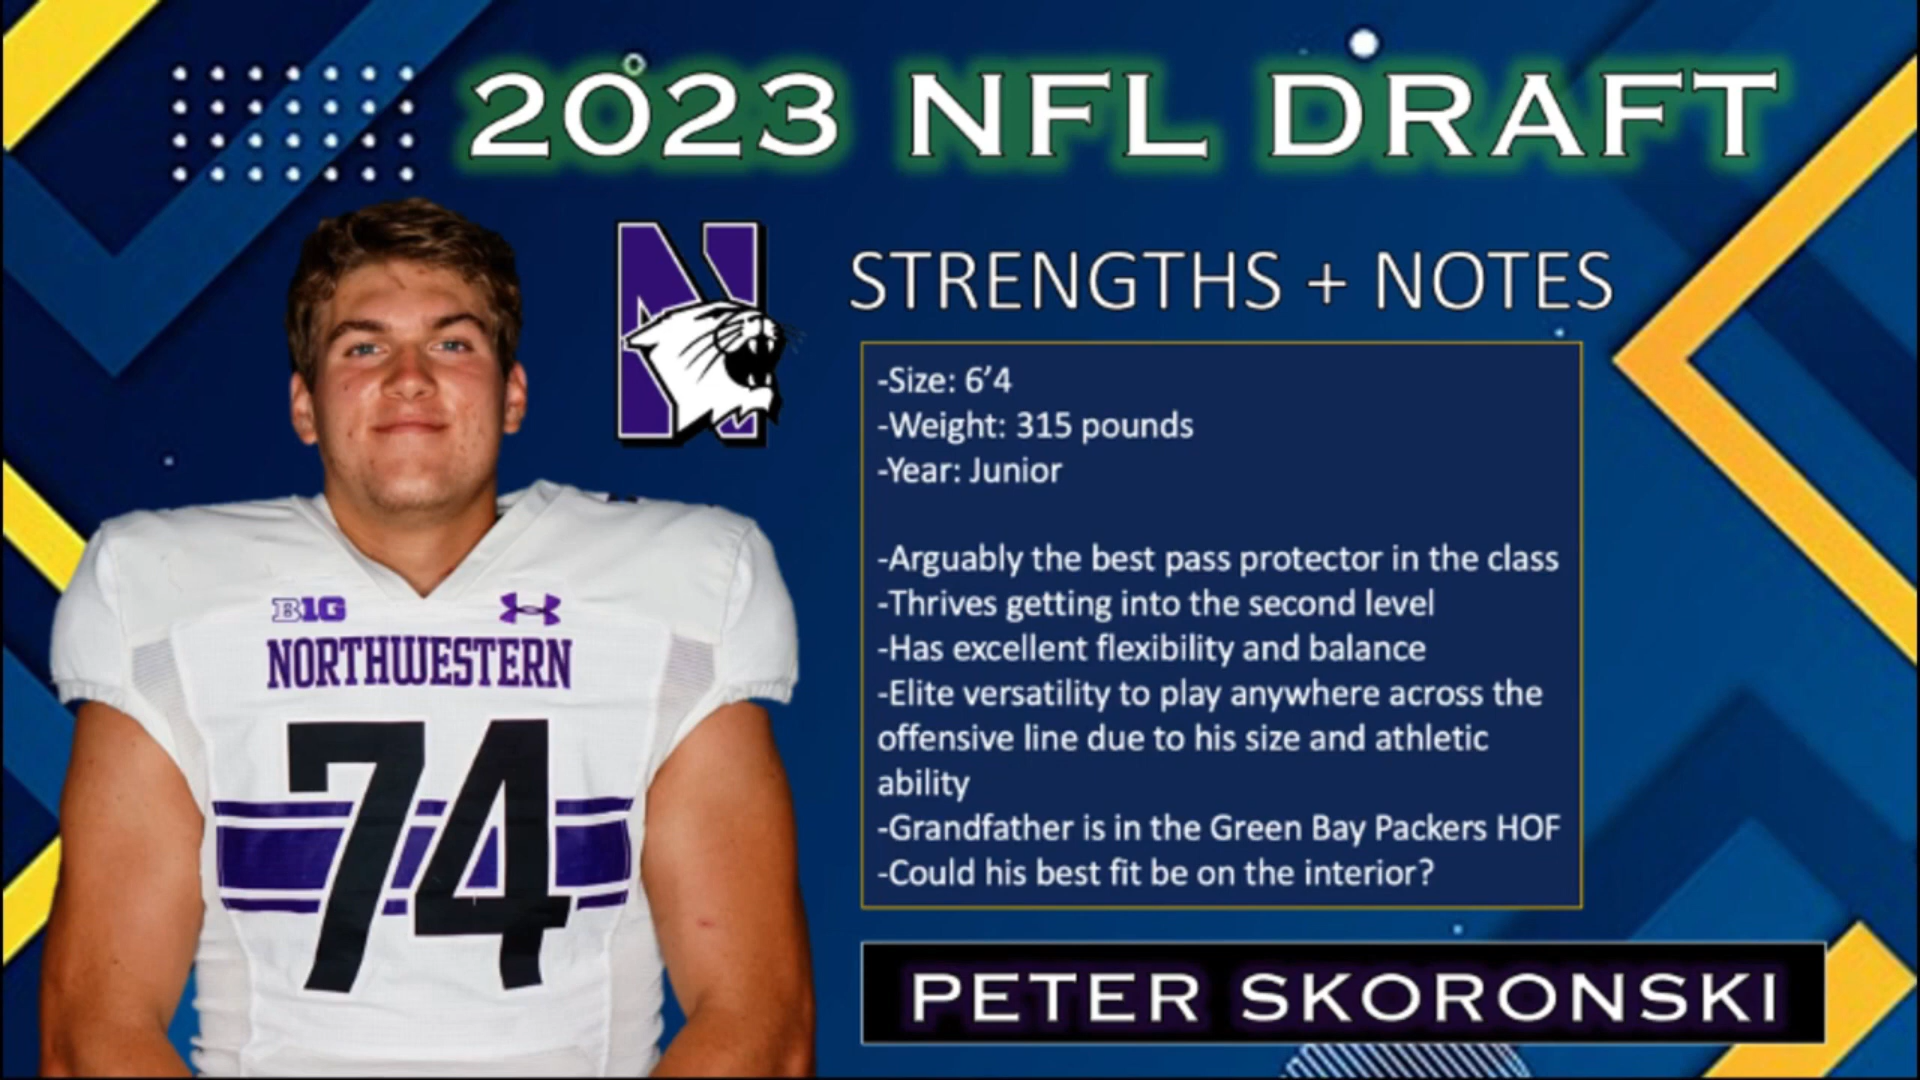 2023 NFL DRAFT
STRENGTHS + NOTES
-Size: 6’4
-Weight: 315 pounds
-Year: Junior
-Arguably the best pass protector in the class
-Thrives getting into the second level
-Has excellent flexibility and balance
-Elite versatility to play anywhere across the
offensive line due to his size and athletic
ability
-Grandfather is in the Green Bay Packers HOF
-Could his best fit be on the interior?
PETER SKORONSKI
N
B1G
NORTHWESTERN
74